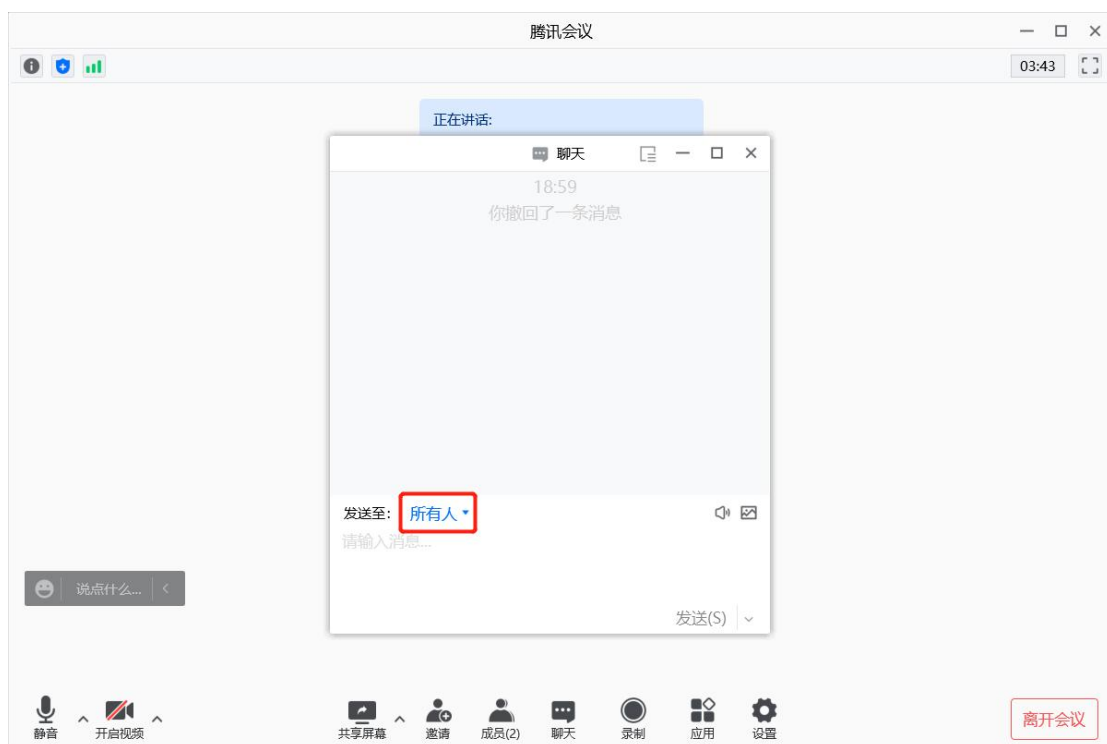 腾讯会议
03:43
正在讲话:
聊天
18:59
你撤回了一条消息
发送至: 所有人
请输入消息...
说点什么...
发送(S)
静音 开启视频 共享屏幕 邀请 成员(2) 聊天 录制 应用 设置 离开会议